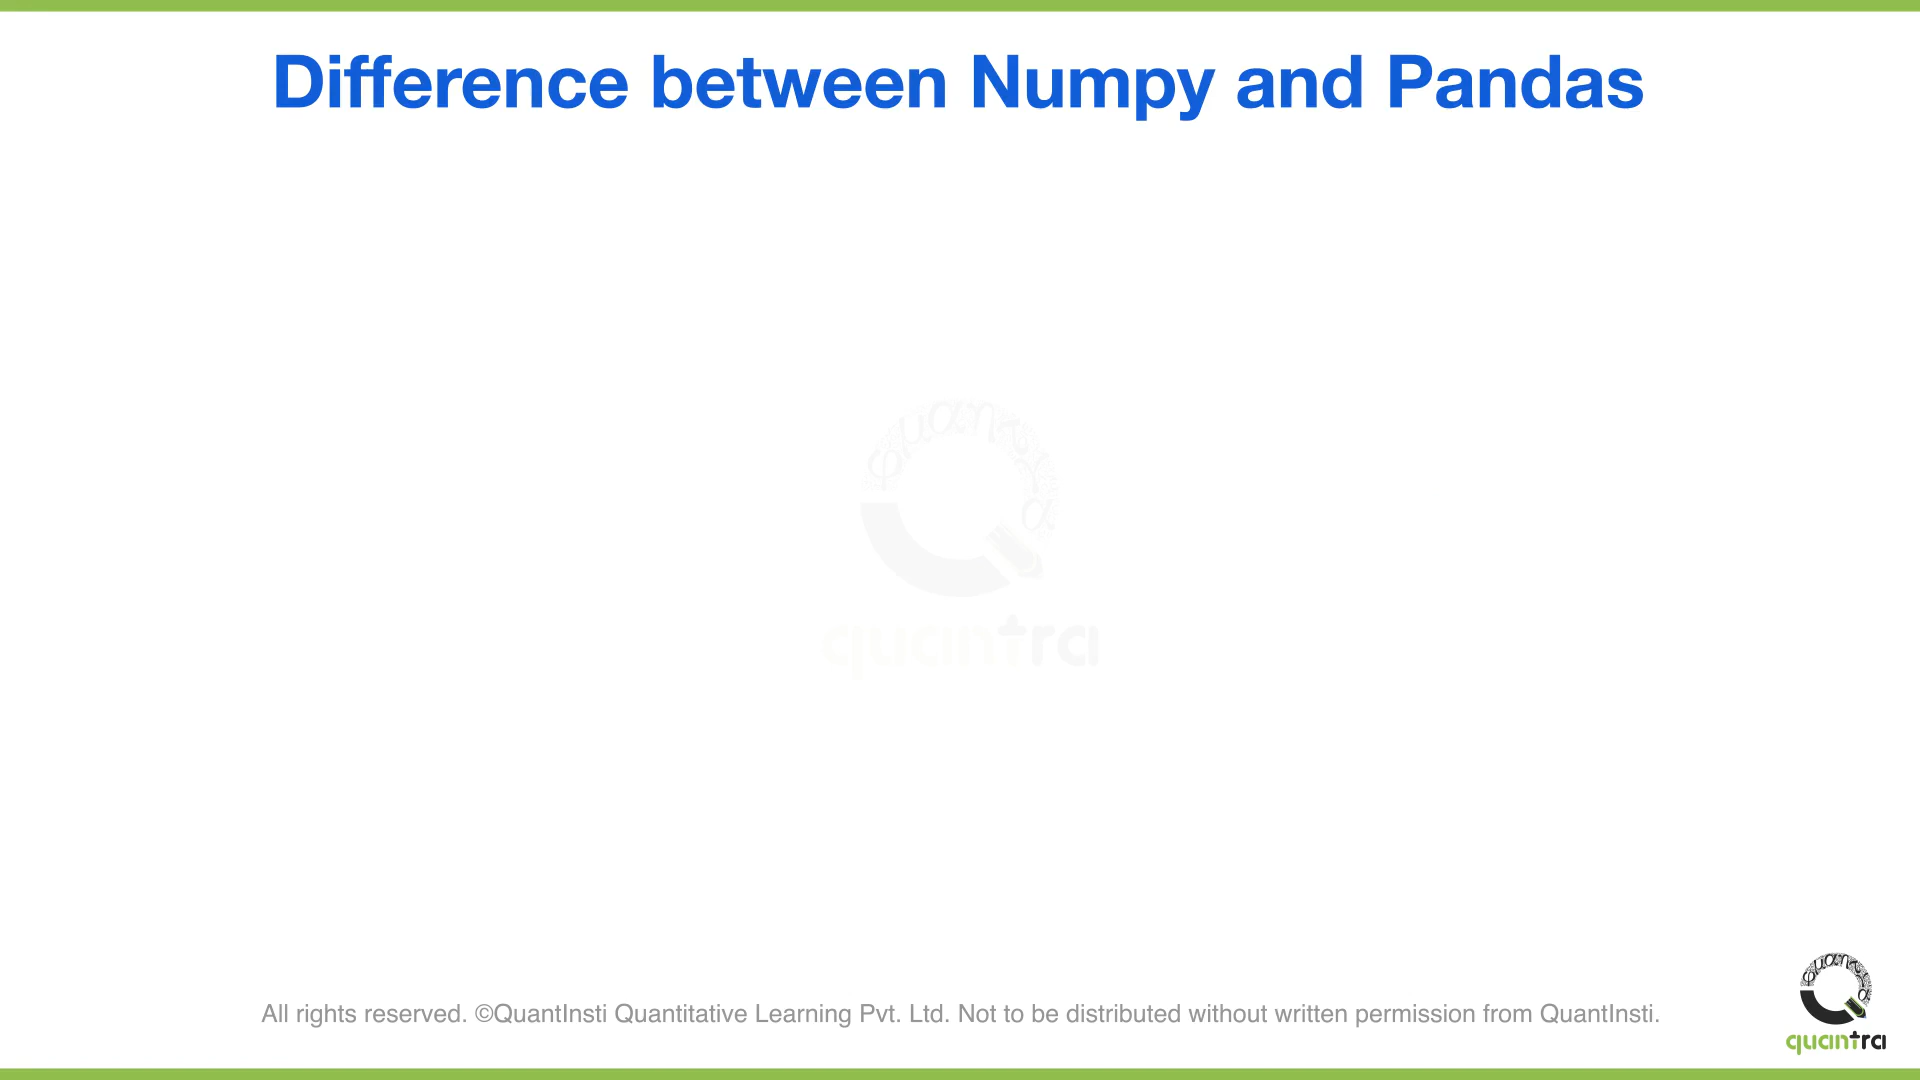 Difference between Numpy and Pandas
quantra
All rights reserved. ©QuantInsti Quantitative Learning Pvt. Ltd. Not to be distributed without written permission from QuantInsti.
quantra